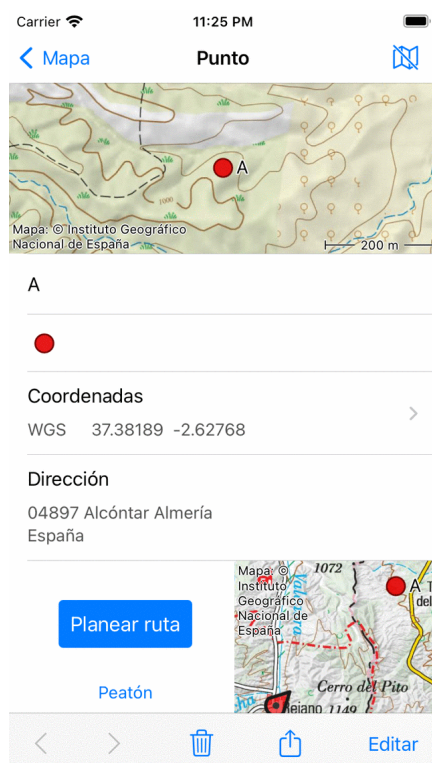 Carrier
11:25 PM
Mapa
Punto
A
1000
Mapa: © Instituto Geográfico
Nacional de España
200 m
A
Coordenadas
WGS 37.38189 -2.62768
Dirección
04897 Alcóntar Almería
España
Planear ruta
Peatón
Mapa: ©
Instituto
Geográfico
Nacional de
España
1072
A
del
Cerro del Pito
1149
Editar